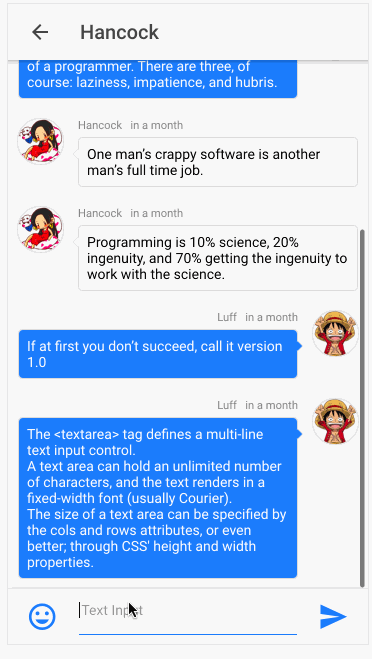 Hancock
of a programmer. There are three, of
course: laziness, impatience, and hubris.
Hancock in a month
One man’s crappy software is another
man’s full time job.
Hancock in a month
Programming is 10% science, 20%
ingenuity, and 70% getting the ingenuity to
work with the science.
Luff in a month
If at first you don’t succeed, call it version
1.0
Luff in a month
The <textarea> tag defines a multi-line
text input control.
A text area can hold an unlimited number
of characters, and the text renders in a
fixed-width font (usually Courier).
The size of a text area can be specified by
the cols and rows attributes, or even
better; through CSS' height and width
properties.
Text Input